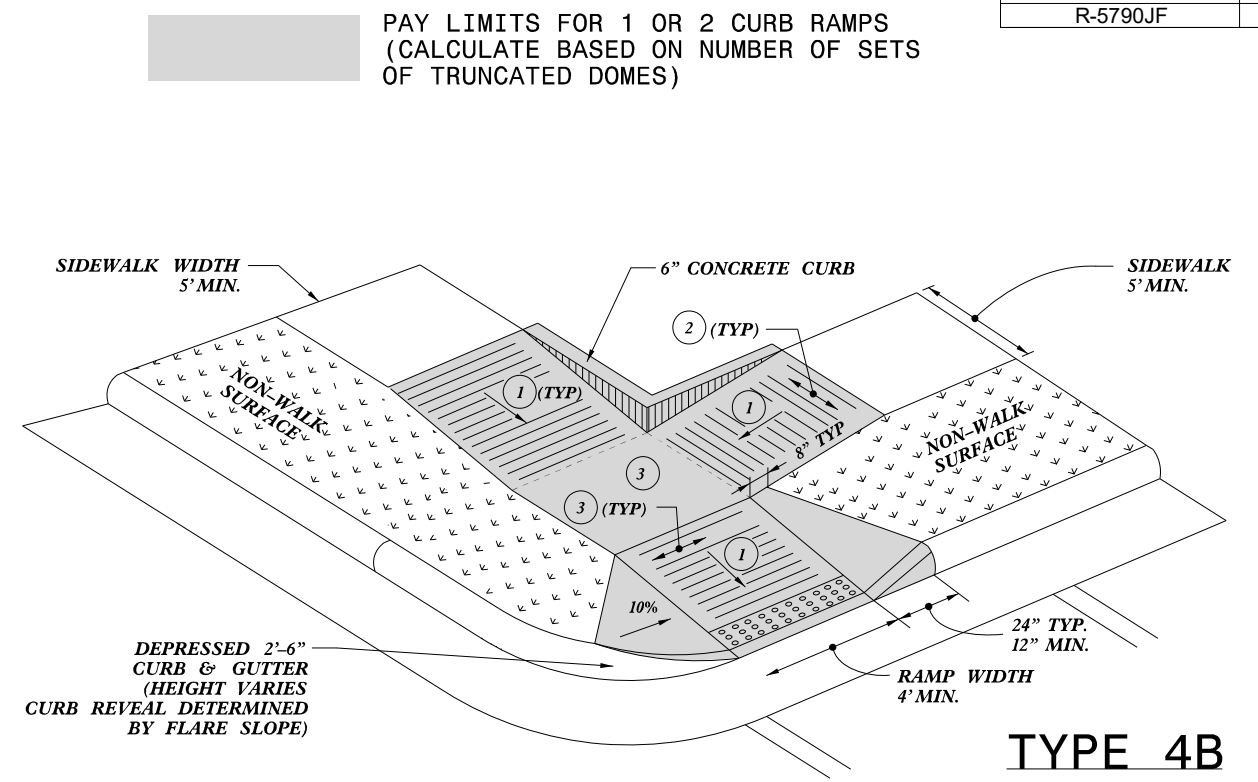 R-5790JF
PAY LIMITS FOR 1 OR 2 CURB RAMPS
(CALCULATE BASED ON NUMBER OF SETS
OF TRUNCATED DOMES)
SIDEWALK WIDTH
5' MIN.
6" CONCRETE CURB
SIDEWALK
5' MIN.
2 (TYP)
1 (TYP)
1
NON-WALK
SURFACE
8" TYP
NON-WALK
SURFACE
3
3 (TYP)
1
10%
DEPRESSED 2'-6"
CURB & GUTTER
(HEIGHT VARIES
CURB REVEAL DETERMINED
BY FLARE SLOPE)
24" TYP.
12" MIN.
RAMP WIDTH
4' MIN.
TYPE 4B